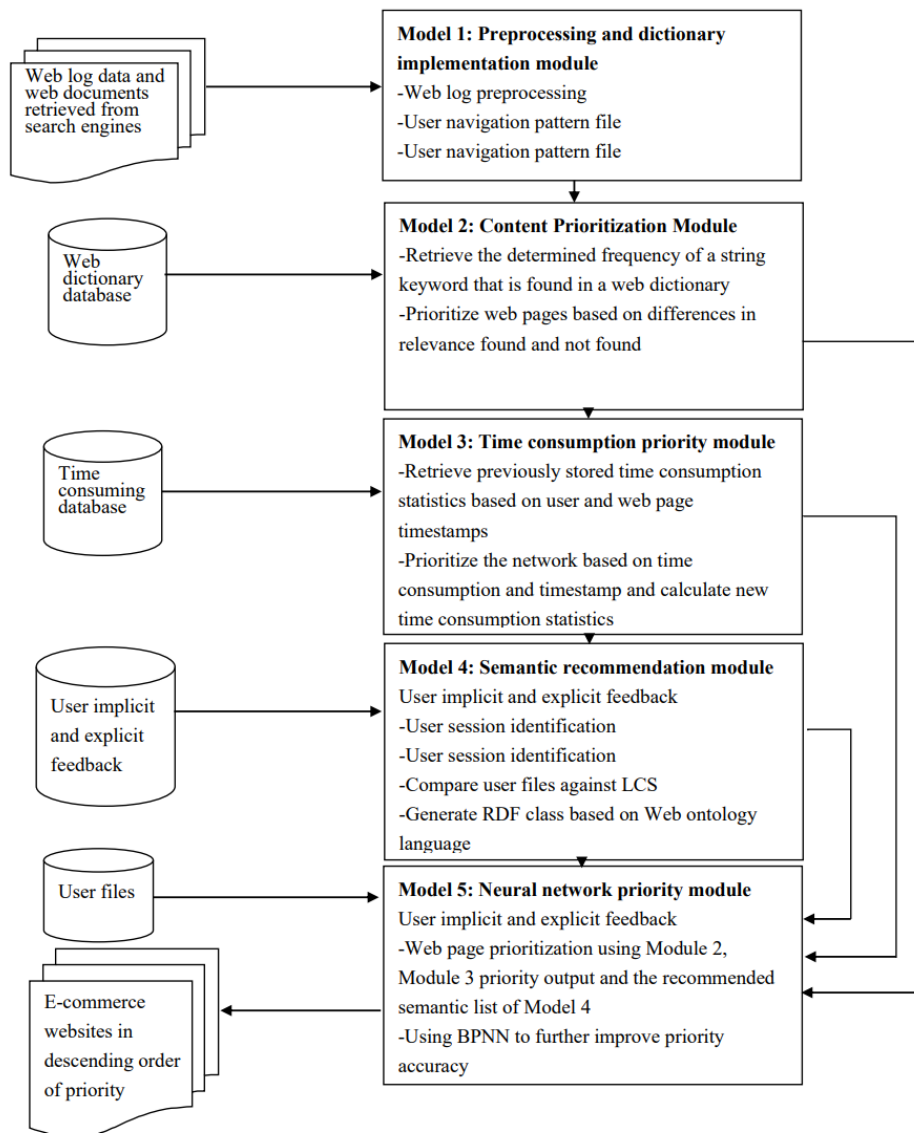 Web log data and
web documents
retrieved from
search engines
Model 1: Preprocessing and dictionary
implementation module
-Web log preprocessing
-User navigation pattern file
-User navigation pattern file
Web
dictionary
database
Model 2: Content Prioritization Module
-Retrieve the determined frequency of a string
keyword that is found in a web dictionary
-Prioritize web pages based on differences in
relevance found and not found
Time
consuming
database
Model 3: Time consumption priority module
-Retrieve previously stored time consumption
statistics based on user and web page
timestamps
-Prioritize the network based on time
consumption and timestamp and calculate new
time consumption statistics
User implicit
and explicit
feedback
Model 4: Semantic recommendation module
User implicit and explicit feedback
-User session identification
-User session identification
-Compare user files against LCS
-Generate RDF class based on Web ontology
language
User files
Model 5: Neural network priority module
User implicit and explicit feedback
-Web page prioritization using Module 2,
Module 3 priority output and the recommended
semantic list of Model 4
-Using BPNN to further improve priority
accuracy
E-commerce
websites in
descending order
of priority